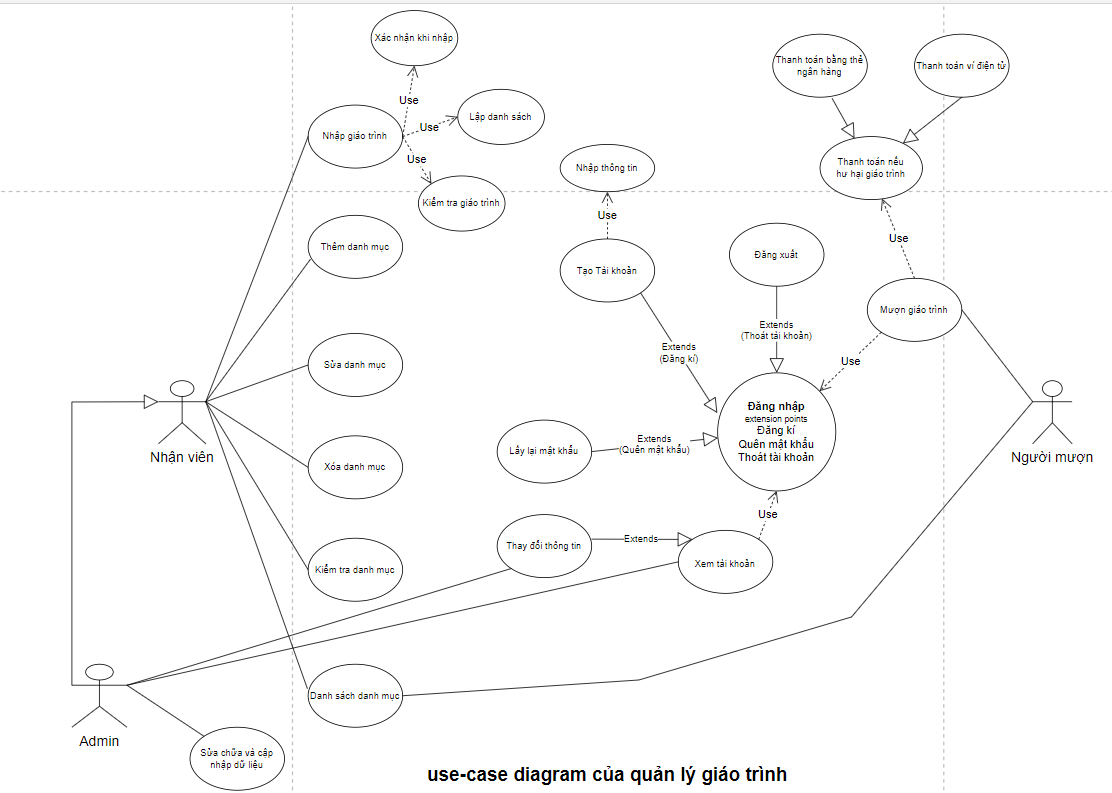 Xác nhận khi nhập
Thanh toán bằng thẻ
ngân hàng
Thanh toán ví điện tử
Use
Lập danh sách
Use
Nhập giáo trình
Use
Kiểm tra giáo trình
Nhập thông tin
Thanh toán nếu
hư hại giáo trình
Use
Use
Thêm danh mục
Tạo Tài khoản
Đăng xuất
Mượn giáo trình
Extends
(Thoát tài khoản)
Extends
(Đăng kí)
Use
Sửa danh mục
Đăng nhập
extension points
Đăng kí
Quên mật khẩu
Thoát tài khoản
Nhận viên
Người mượn
Lấy lại mật khẩu
Extends
(Quên mật khẩu)
Xóa danh mục
Use
Thay đổi thông tin
Extends
Xem tài khoản
Kiểm tra danh mục
Danh sách danh mục
Admin
Sửa chữa và cập
nhập dữ liệu
use-case diagram của quản lý giáo trình